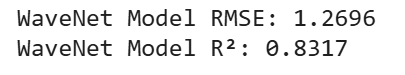 WaveNet Model RMSE: 1.2696
WaveNet Model R²: 0.8317